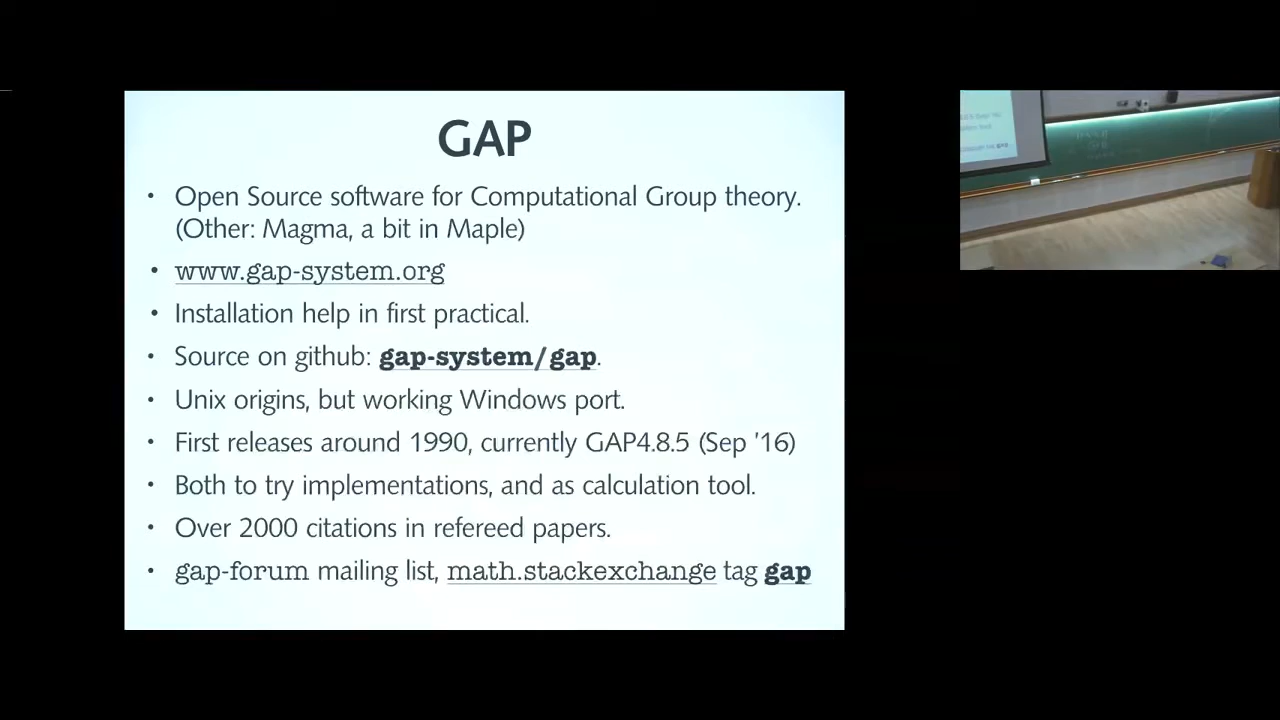 GAP
• Open Source software for Computational Group theory.
(Other: Magma, a bit in Maple)
• www.gap-system.org
• Installation help in first practical.
• Source on github: gap-system/gap.
• Unix origins, but working Windows port.
• First releases around 1990, currently GAP4.8.5 (Sep ’16)
• Both to try implementations, and as calculation tool.
• Over 2000 citations in refereed papers.
• gap-forum mailing list, math.stackexchange tag gap